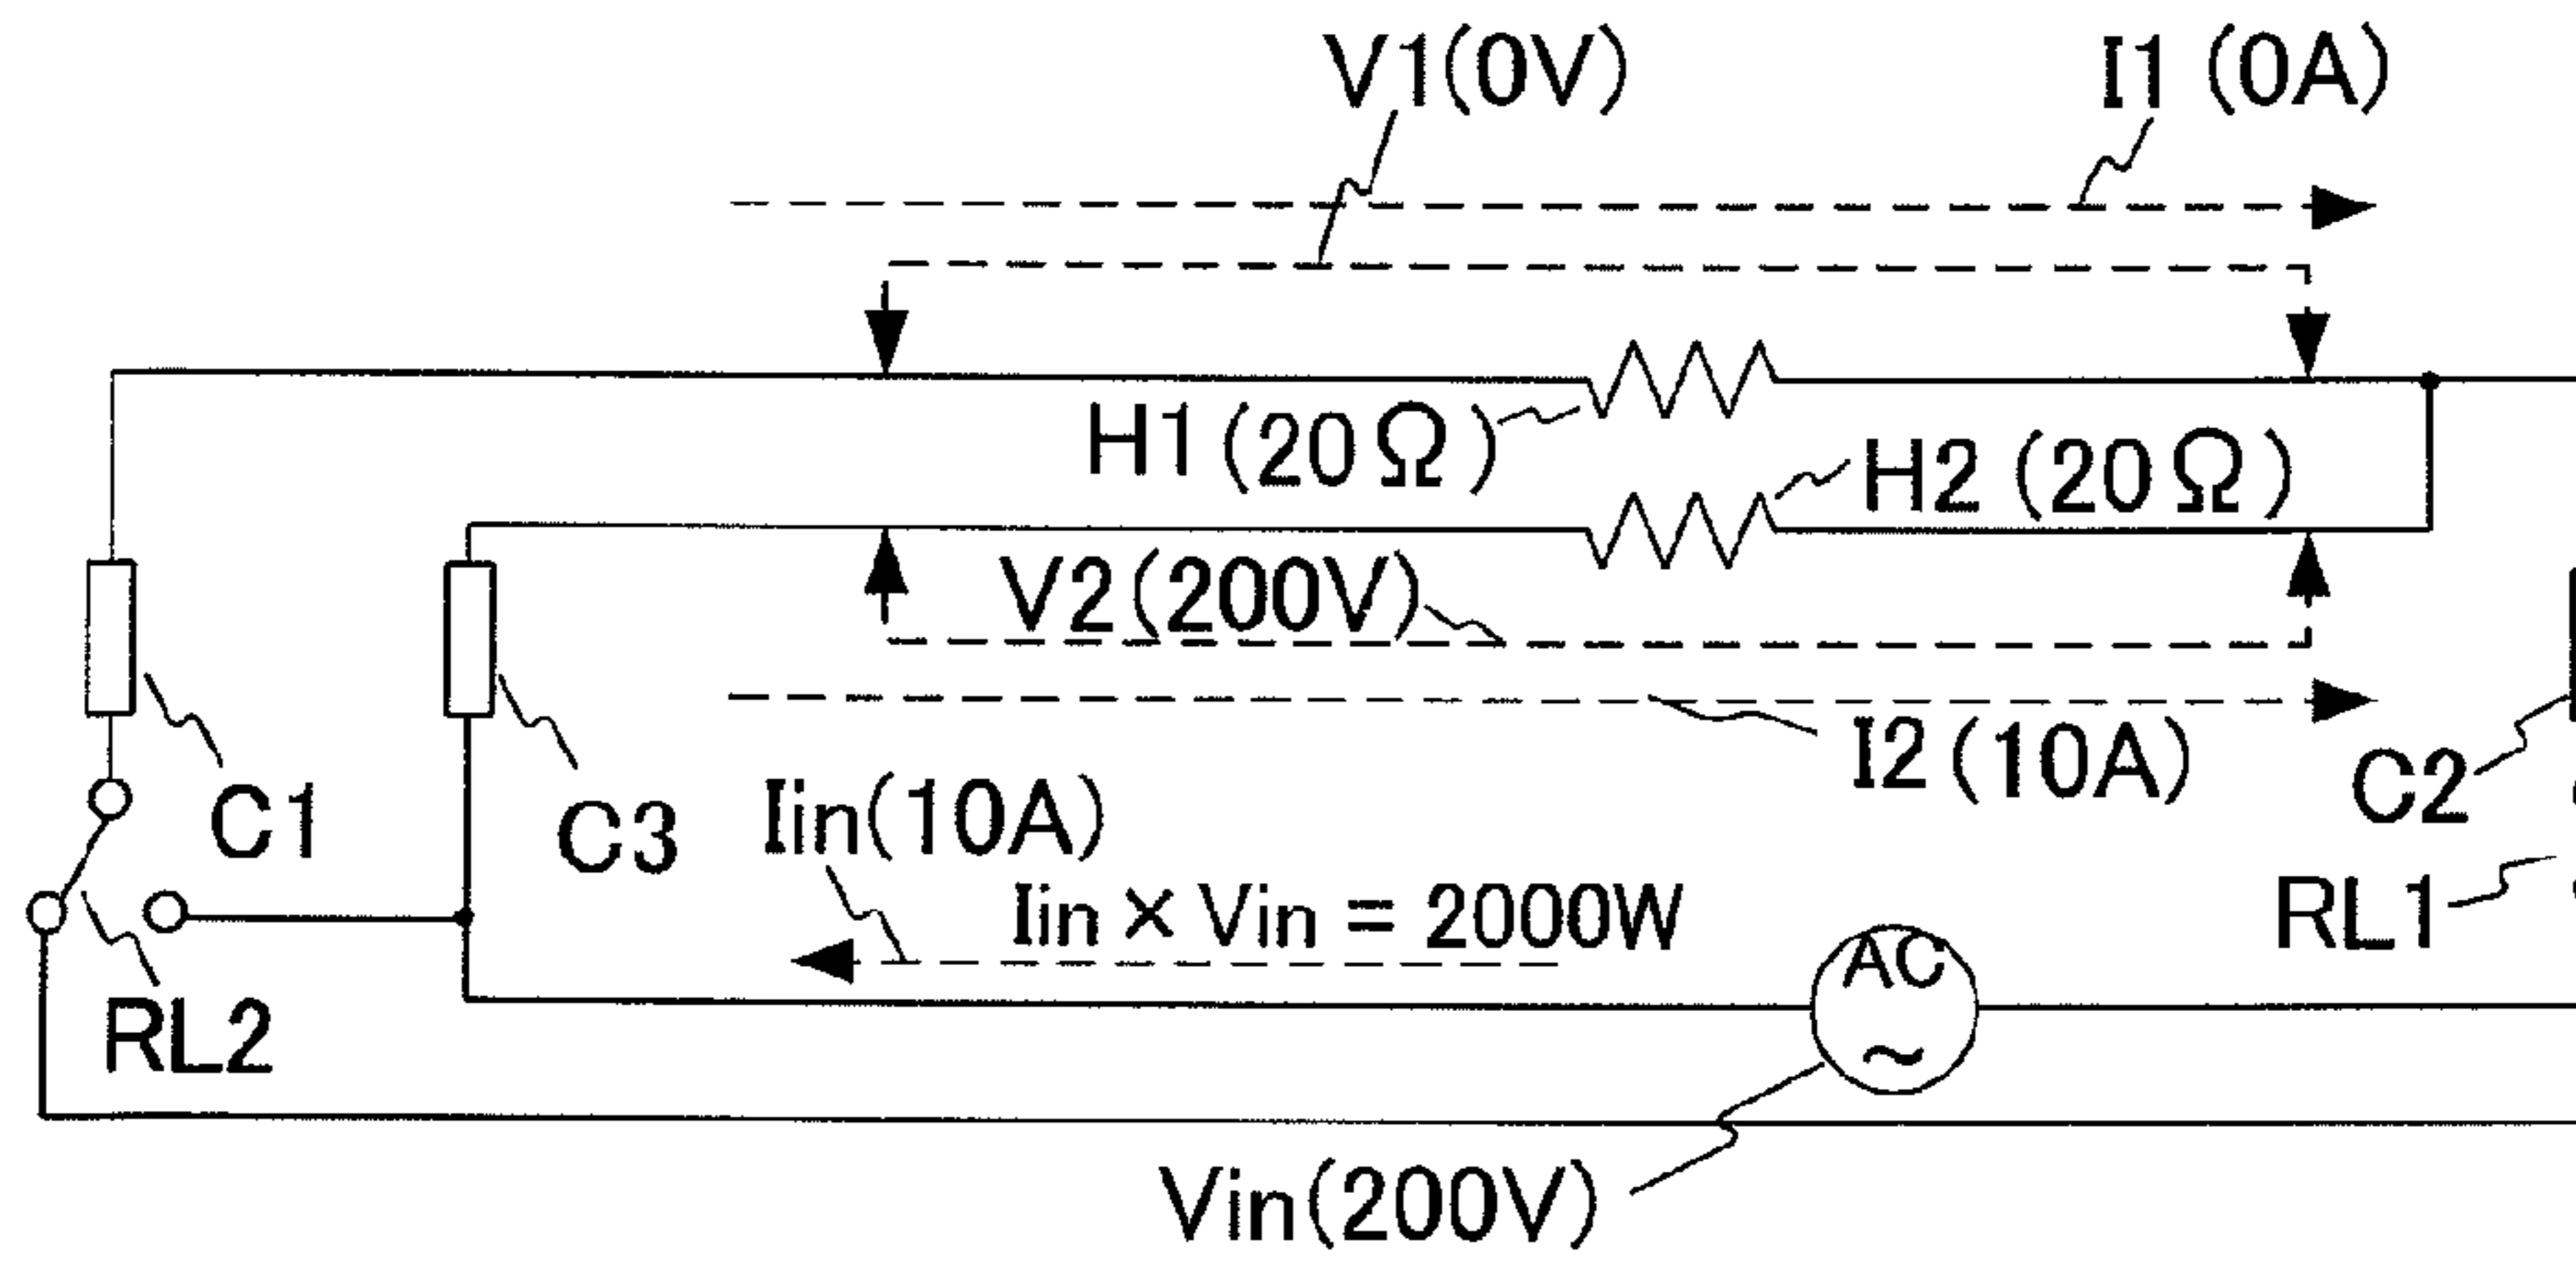 V1(0V)
I1 (0A)
H1 (20Ω)
H2 (20Ω)
V2 (200V)
I2 (10A)
C1
C3
Iin(10A)
C2
Iin × Vin = 2000W
RL1
AC
~
RL2
Vin(200V)